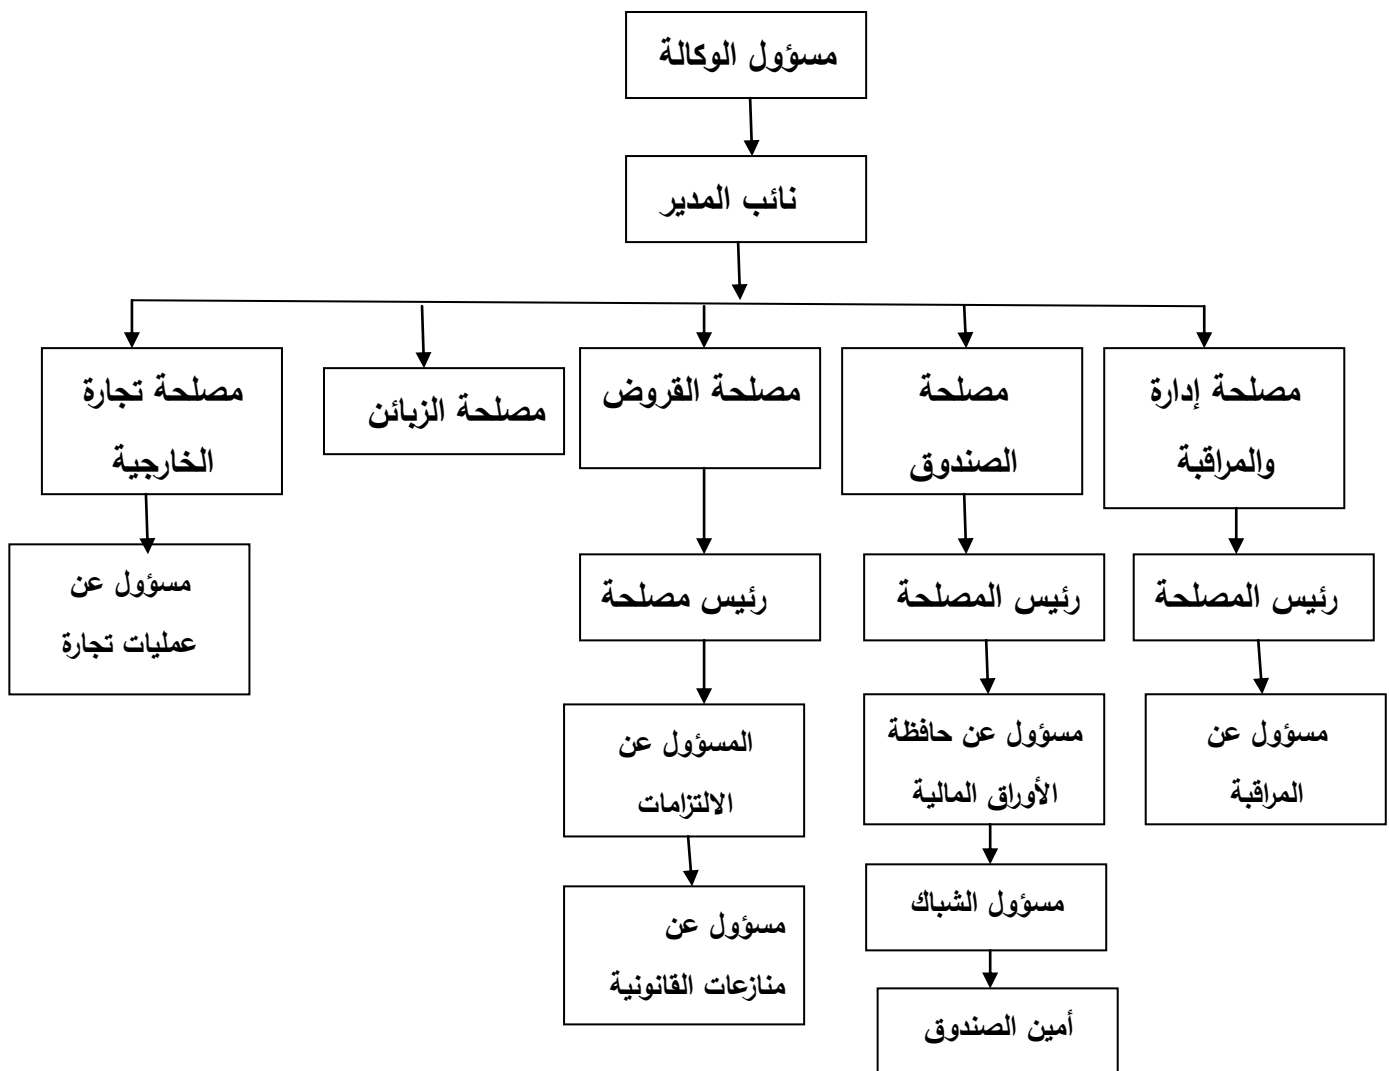 مسؤول الوكالة
نائب المدير
مصلحة إدارة
والمراقبة
مصلحة
الصندوق
مصلحة القروض
مصلحة الزبائن
مصلحة تجارة
الخارجية
رئيس المصلحة
رئيس المصلحة
رئيس مصلحة
مسؤول عن
عمليات تجارة
مسؤول عن
المراقبة
مسؤول عن حافظة
الأوراق المالية
المسؤول عن
الالتزامات
مسؤول الشباك
مسؤول عن
منازعات القانونية
أمين الصندوق